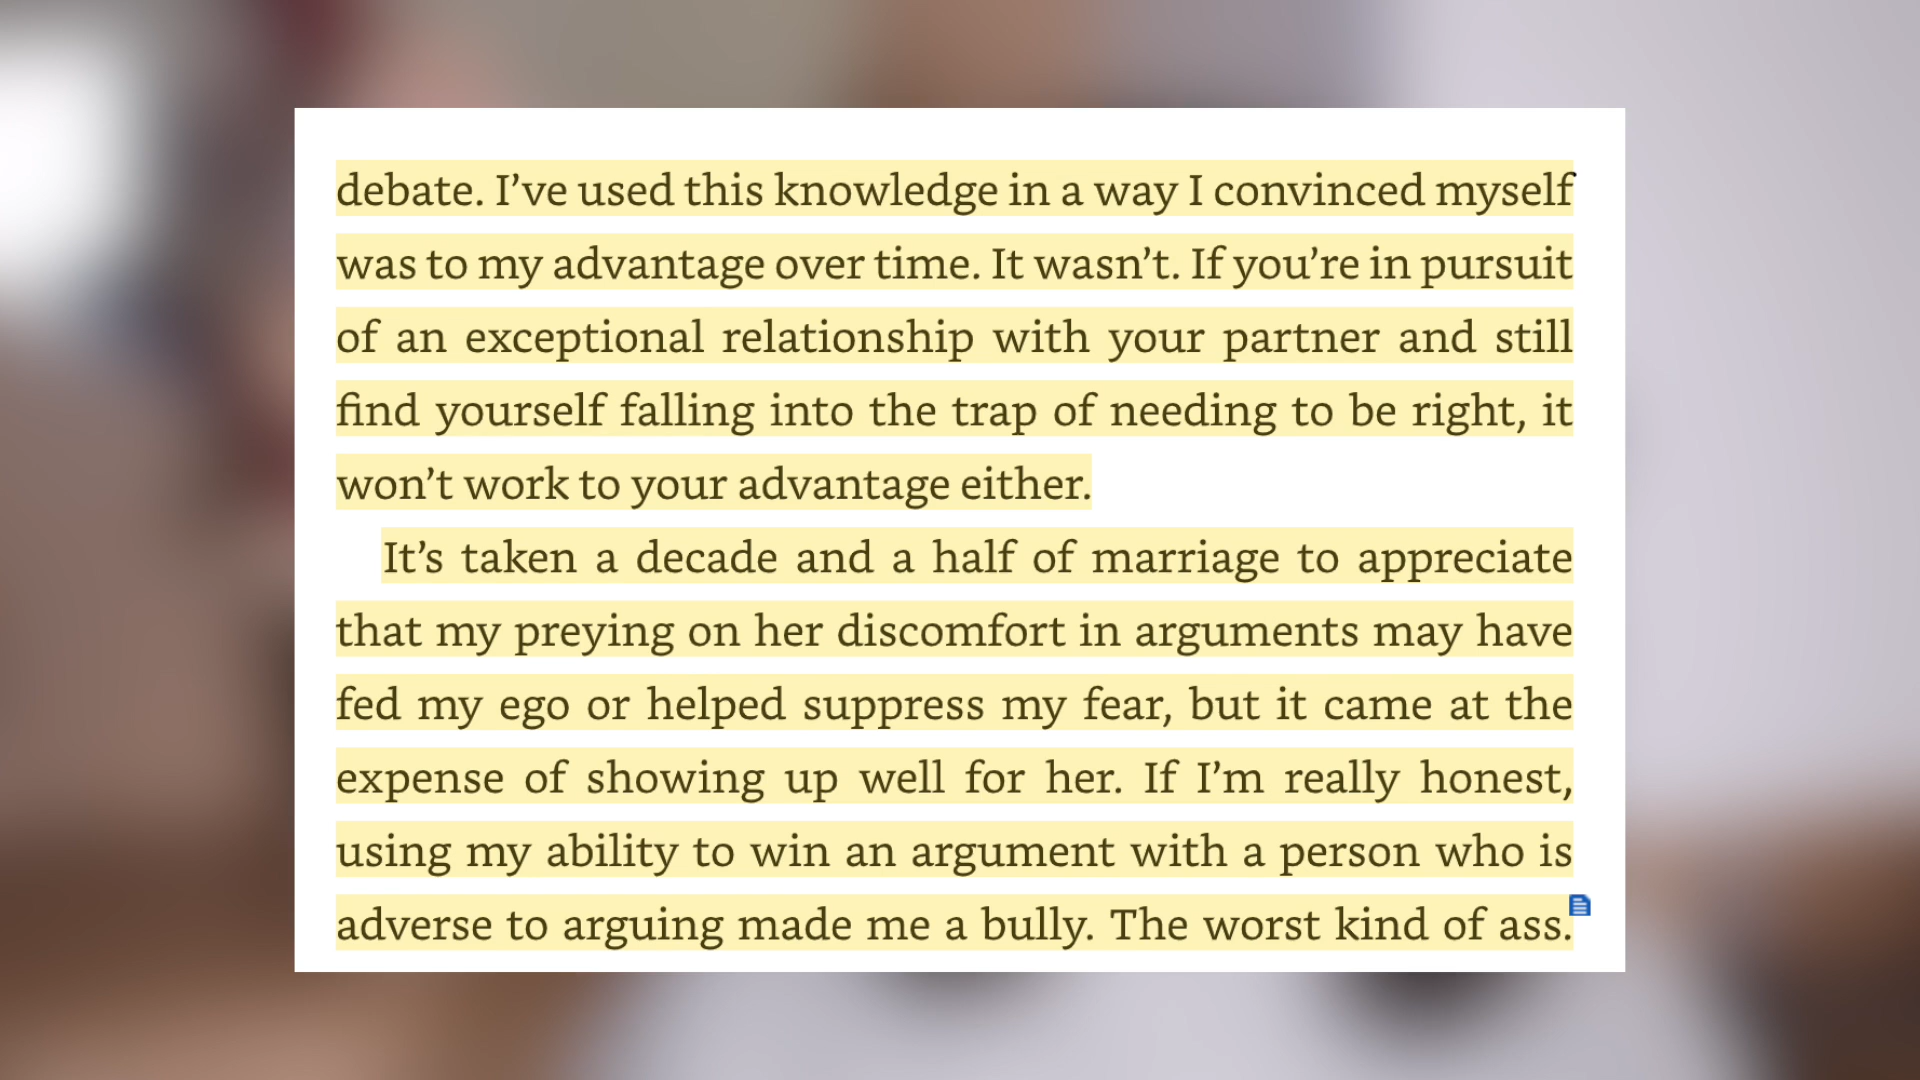 debate. I’ve used this knowledge in a way I convinced myself
was to my advantage over time. It wasn’t. If you’re in pursuit
of an exceptional relationship with your partner and still
find yourself falling into the trap of needing to be right, it
won’t work to your advantage either.
It’s taken a decade and a half of marriage to appreciate
that my preying on her discomfort in arguments may have
fed my ego or helped suppress my fear, but it came at the
expense of showing up well for her. If I’m really honest,
using my ability to win an argument with a person who is
adverse to arguing made me a bully. The worst kind of ass.